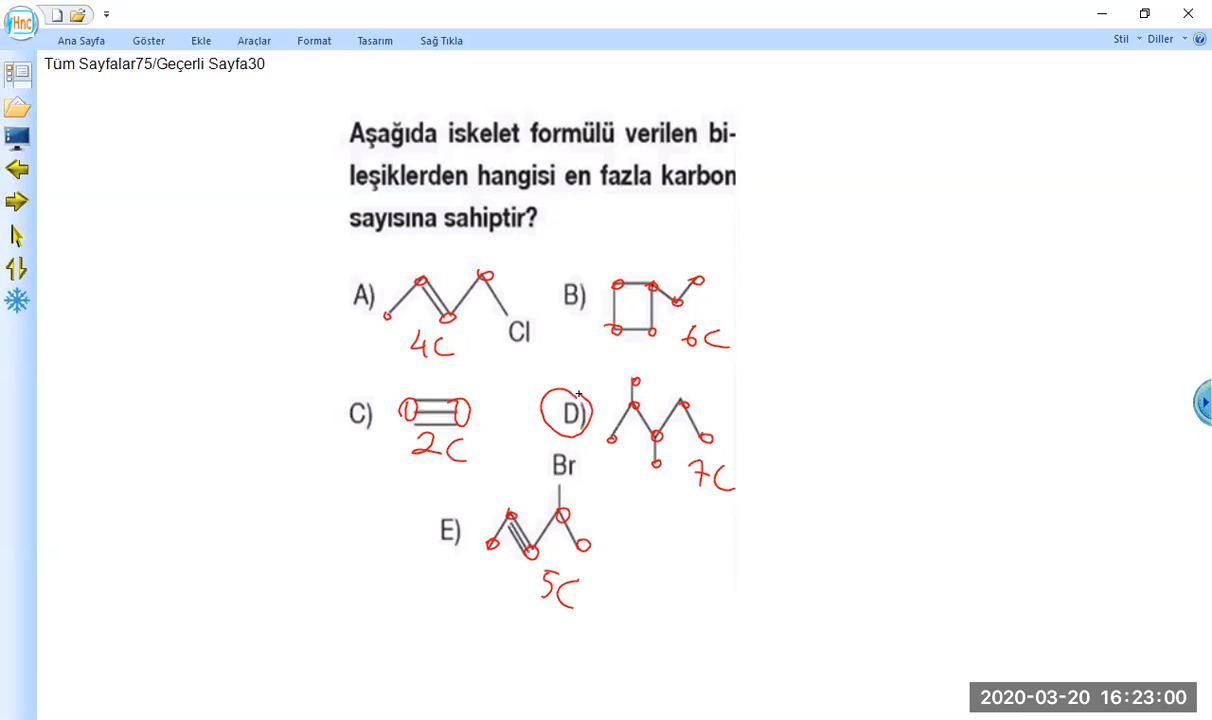 Hnc
Ana Sayfa Göster Ekle Araçlar Format Tasarım Sağ Tıkla Stil Diller
Tüm Sayfalar75/Geçerli Sayfa30
Aşağıda iskelet formülü verilen bi-
leşiklerden hangisi en fazla karbon
sayısına sahiptir?
A) Cl
4C
B)
6C
C)
2C
D)
7C
E) Br
5C
2020-03-20 16:23:00